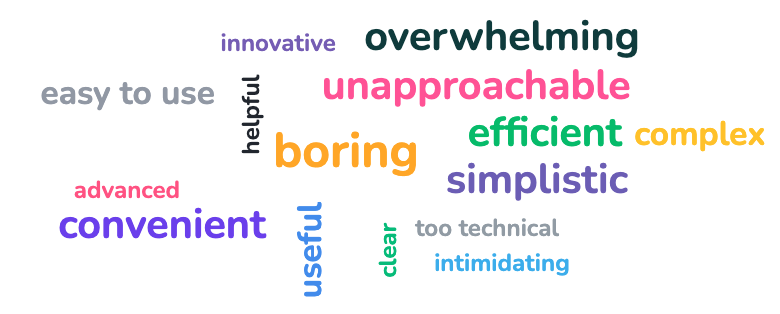 innovative
overwhelming
easy to use
helpful
unapproachable
efficient
complex
boring
simplistic
advanced
convenient
useful
clear
too technical
intimidating